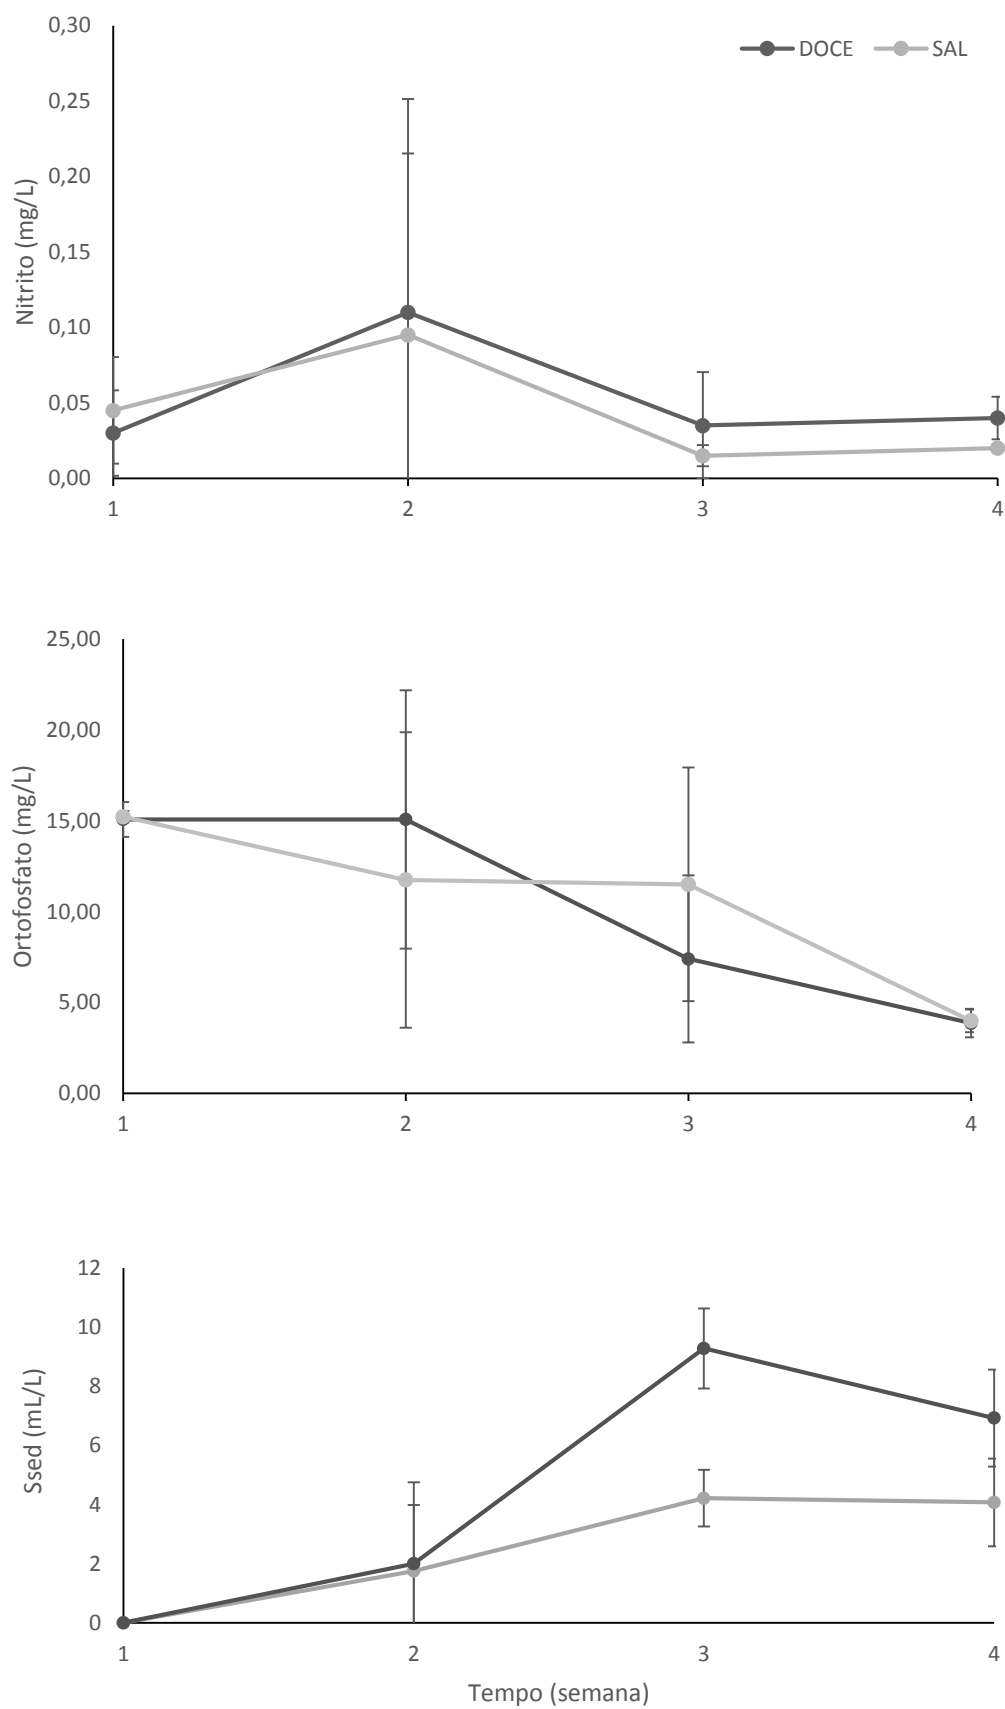 0,30
DOCE SAL
0,25
0,20
0,15
0,10
0,05
0,00
Nitrito (mg/L)
1 2 3 4
25,00
20,00
15,00
10,00
5,00
0,00
Ortofosfato (mg/L)
1 2 3 4
12
10
8
6
4
2
0
Ssed (mL/L)
1 2 3 4
Tempo (semana)